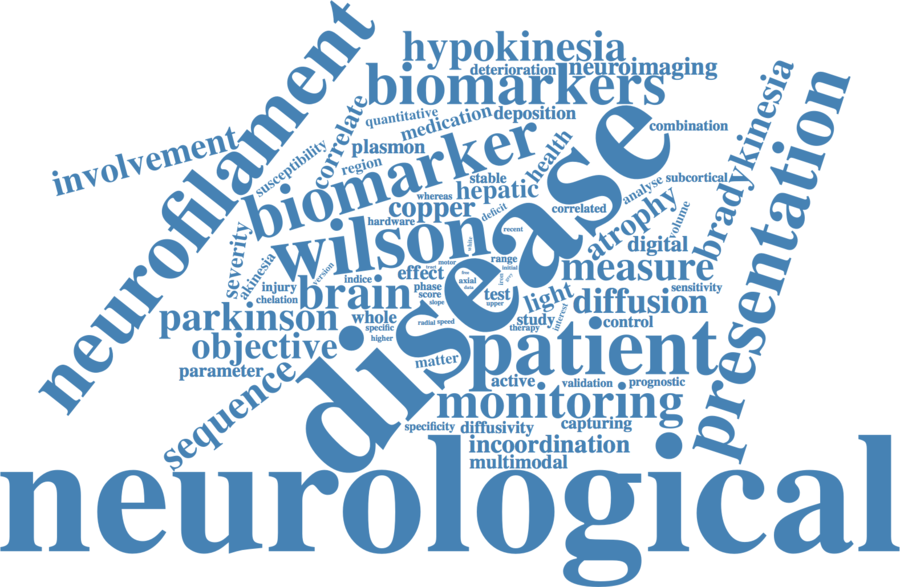 neurofilament
hypokinesia
deterioration
neuroimaging
biomarkers
quantitative
medication
deposition
bradykinesia
presentation
involvement
correlate
susceptibility
plasmon
region
health
combination
biomarker
disease
stable
whereas
hepatic
analyse
subcortical
copper
deficit
correlated
hardware
atrophy
volume
wilson
severity
akinesia
recent
white
digital
range
motor
initial
measure
version
effect
trust
indice
injury
brain
chelation
phase
score
slope
axial
data
test
upper
light
sensitivity
diffusion
parkinson
whole
specific
higher
radial
speed
study
therapy
interest
control
objective
parameter
matter
patient
sequence
active
validation
prognostic
monitoring
specificity
diffusivity
capturing
incoordination
multimodal
neurological